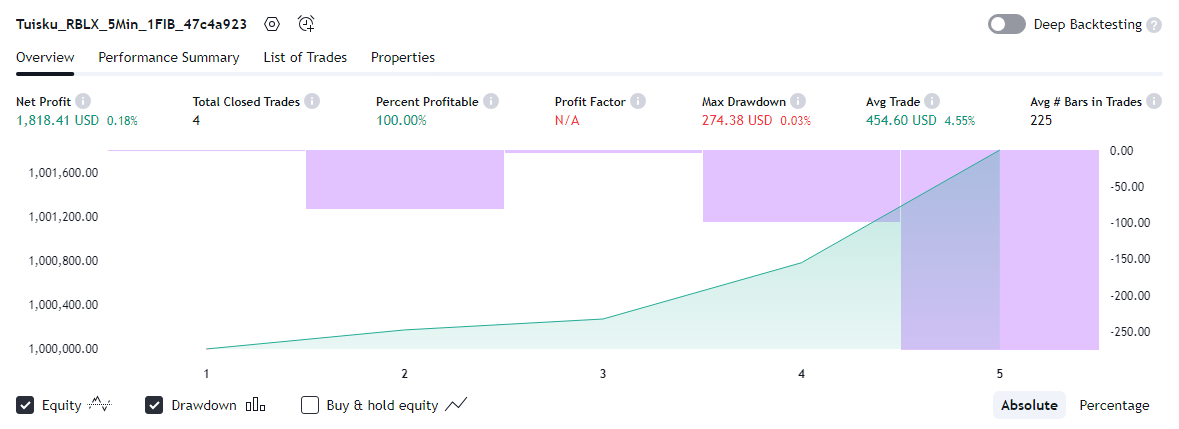 Tuisku_RBLX_5Min_1FIB_47c4a923 Deep Backtesting ?
Overview Performance Summary List of Trades Properties
Net Profit i Total Closed Trades i Percent Profitable i Profit Factor i Max Drawdown i Avg Trade i Avg # Bars in Trades i
1,818.41 USD 0.18% 4 100.00% N/A 274.38 USD 0.03% 454.60 USD 4.55% 225
0.00
1,001,600.00
-50.00
1,001,200.00
-100.00
1,000,800.00
-150.00
-200.00
1,000,400.00
-250.00
1,000,000.00
1 2 3 4 5
Equity Drawdown Buy & hold equity Absolute Percentage